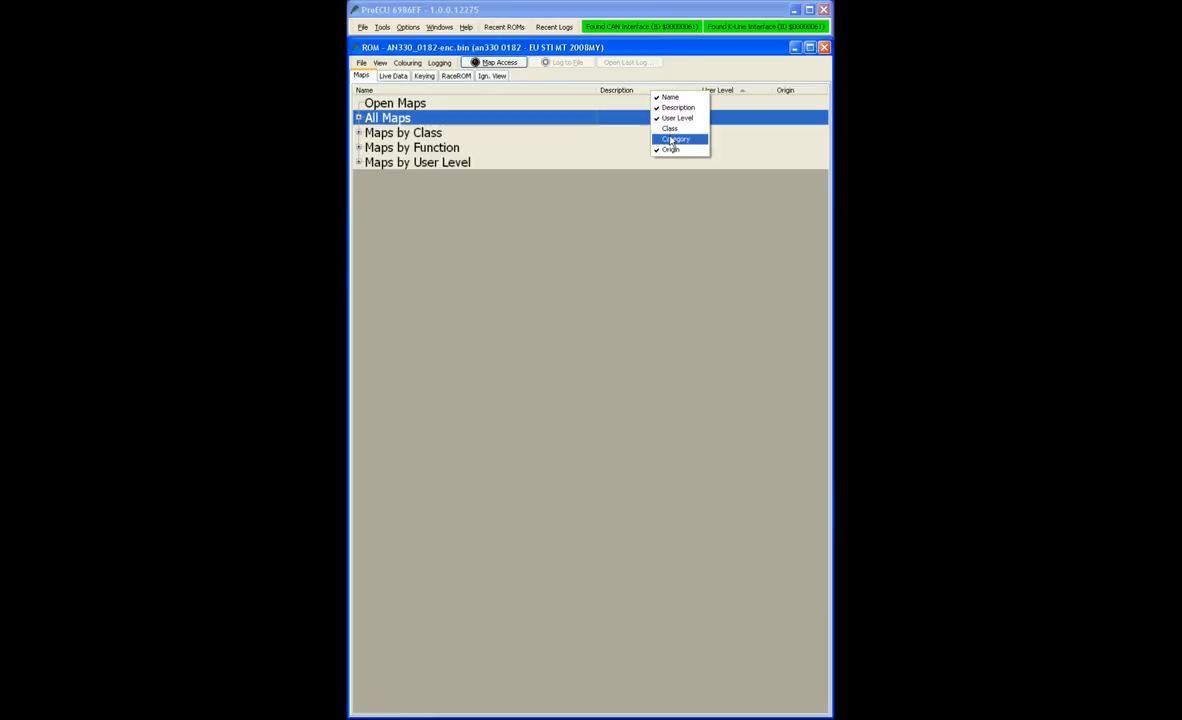 ProECU 6986FF - 1.0.0.12275
File Tools Options Windows Help Recent ROMs Recent Logs Found CAN Interface (ID $00000061) Found K-Line Interface (ID $00000061)
ROM - AN330_0182-enc.bin (an330 0182 - EU STI MT 2008MY)
File View Colouring Logging Map Access Log to File Open Last Log...
Maps Live Data Keying RaceROM Ign. View
Name Description User Level Origin
Open Maps
All Maps
Maps by Class
Maps by Function
Maps by User Level
Name
Description
User Level
Class
Category
Origin